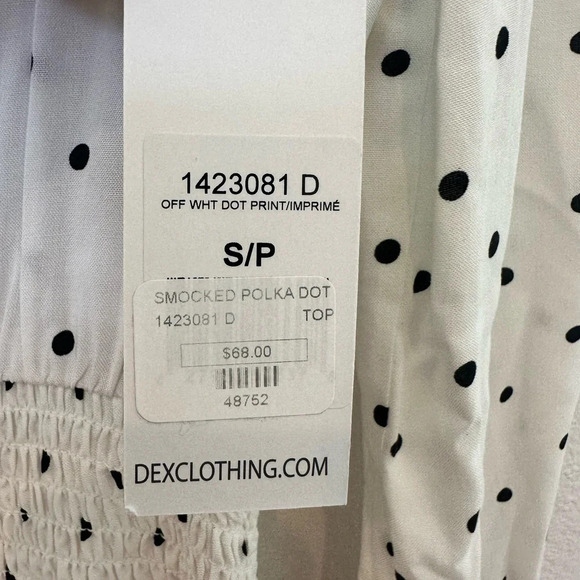 1423081 D
OFF WHT DOT PRINT/IMPRIMÉ
S/P
SMOCKED POLKA DOT
1423081 D TOP
$68.00
48752
DEXCLOTHING.COM